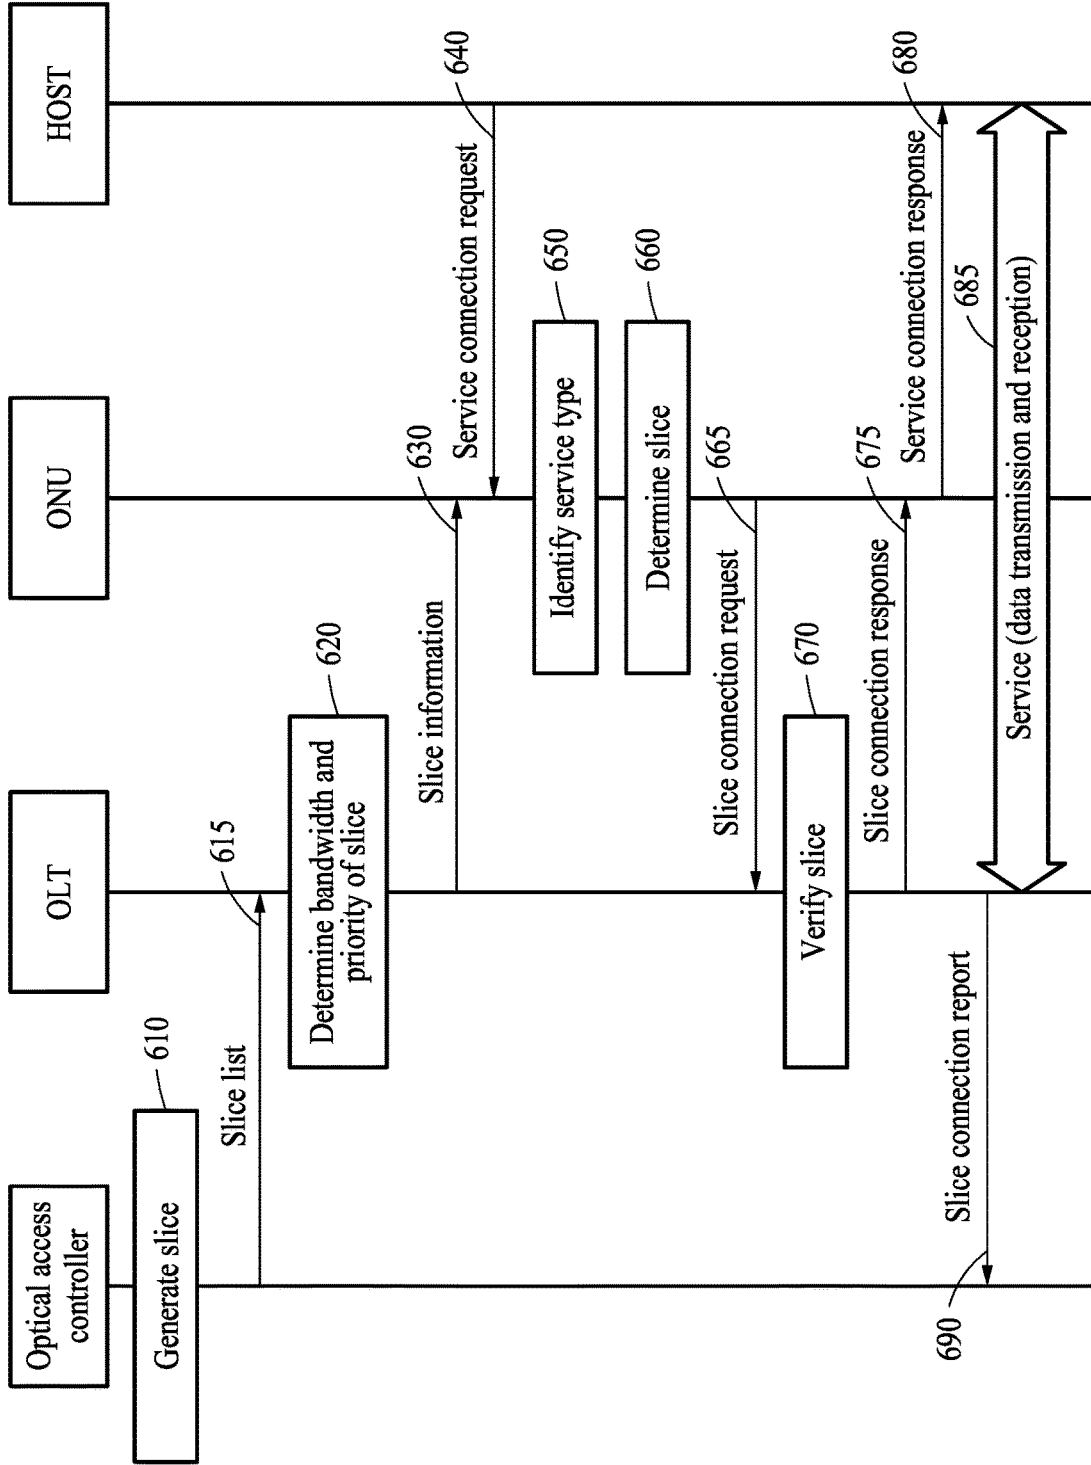 Optical access
controller
OLT
ONU
HOST
Generate slice
610
Slice list
615
Determine bandwidth and
priority of slice
620
Slice information
630
Service connection request
640
Identify service type
650
Determine slice
660
Slice connection request
665
Verify slice
670
Slice connection response
675
Service connection response
680
Slice connection report
690
Service (data transmission and reception)
685